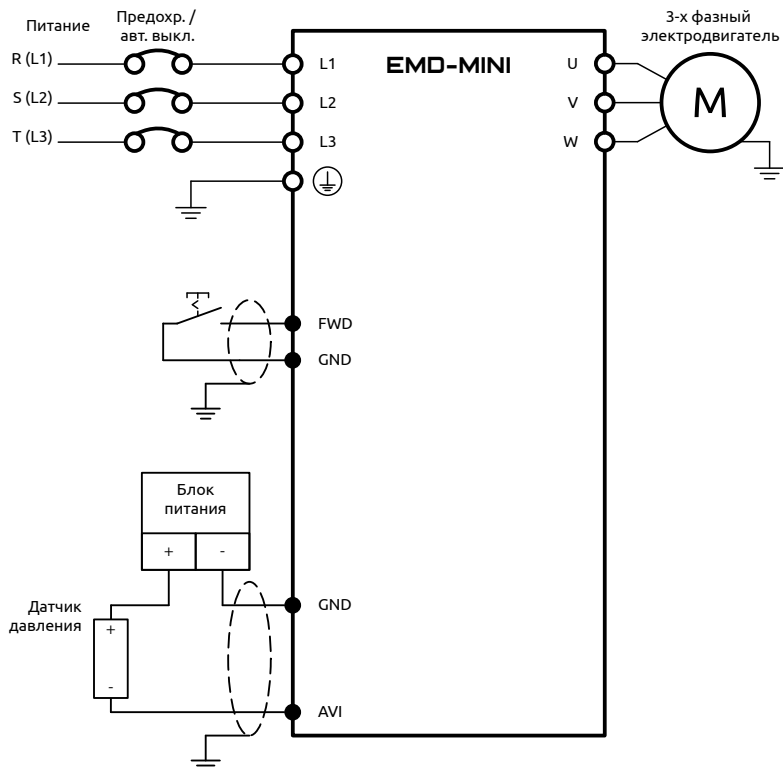 Питание
Предохр. /
авт. выкл.
3-х фазный
электродвигатель
R (L1)
L1
EMD-MINI
U
S (L2)
L2
V
M
T (L3)
L3
W
FWD
GND
Блок
питания
+ -
GND
Датчик
давления
+
-
AVI